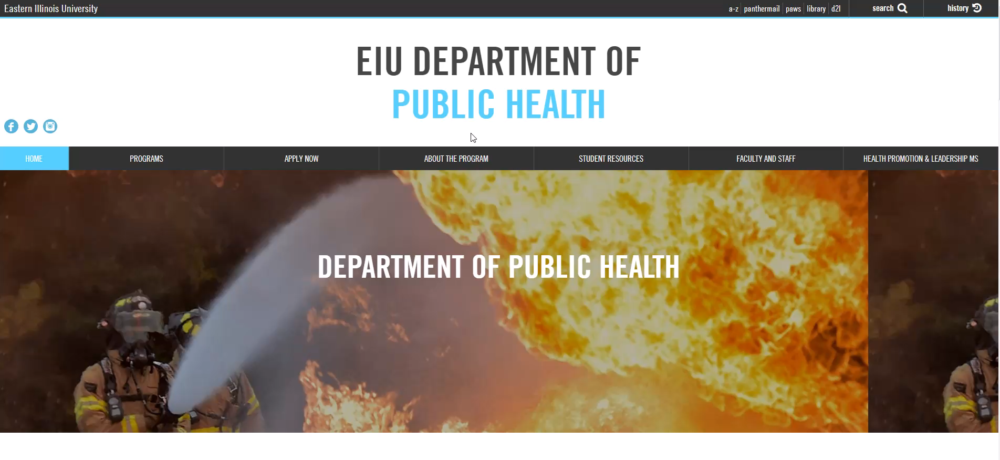 Eastern Illinois University
a-z panthermail paws library d2l search history
EIU DEPARTMENT OF
PUBLIC HEALTH
HOME PROGRAMS APPLY NOW ABOUT THE PROGRAM STUDENT RESOURCES FACULTY AND STAFF HEALTH PROMOTION & LEADERSHIP MS
DEPARTMENT OF PUBLIC HEALTH